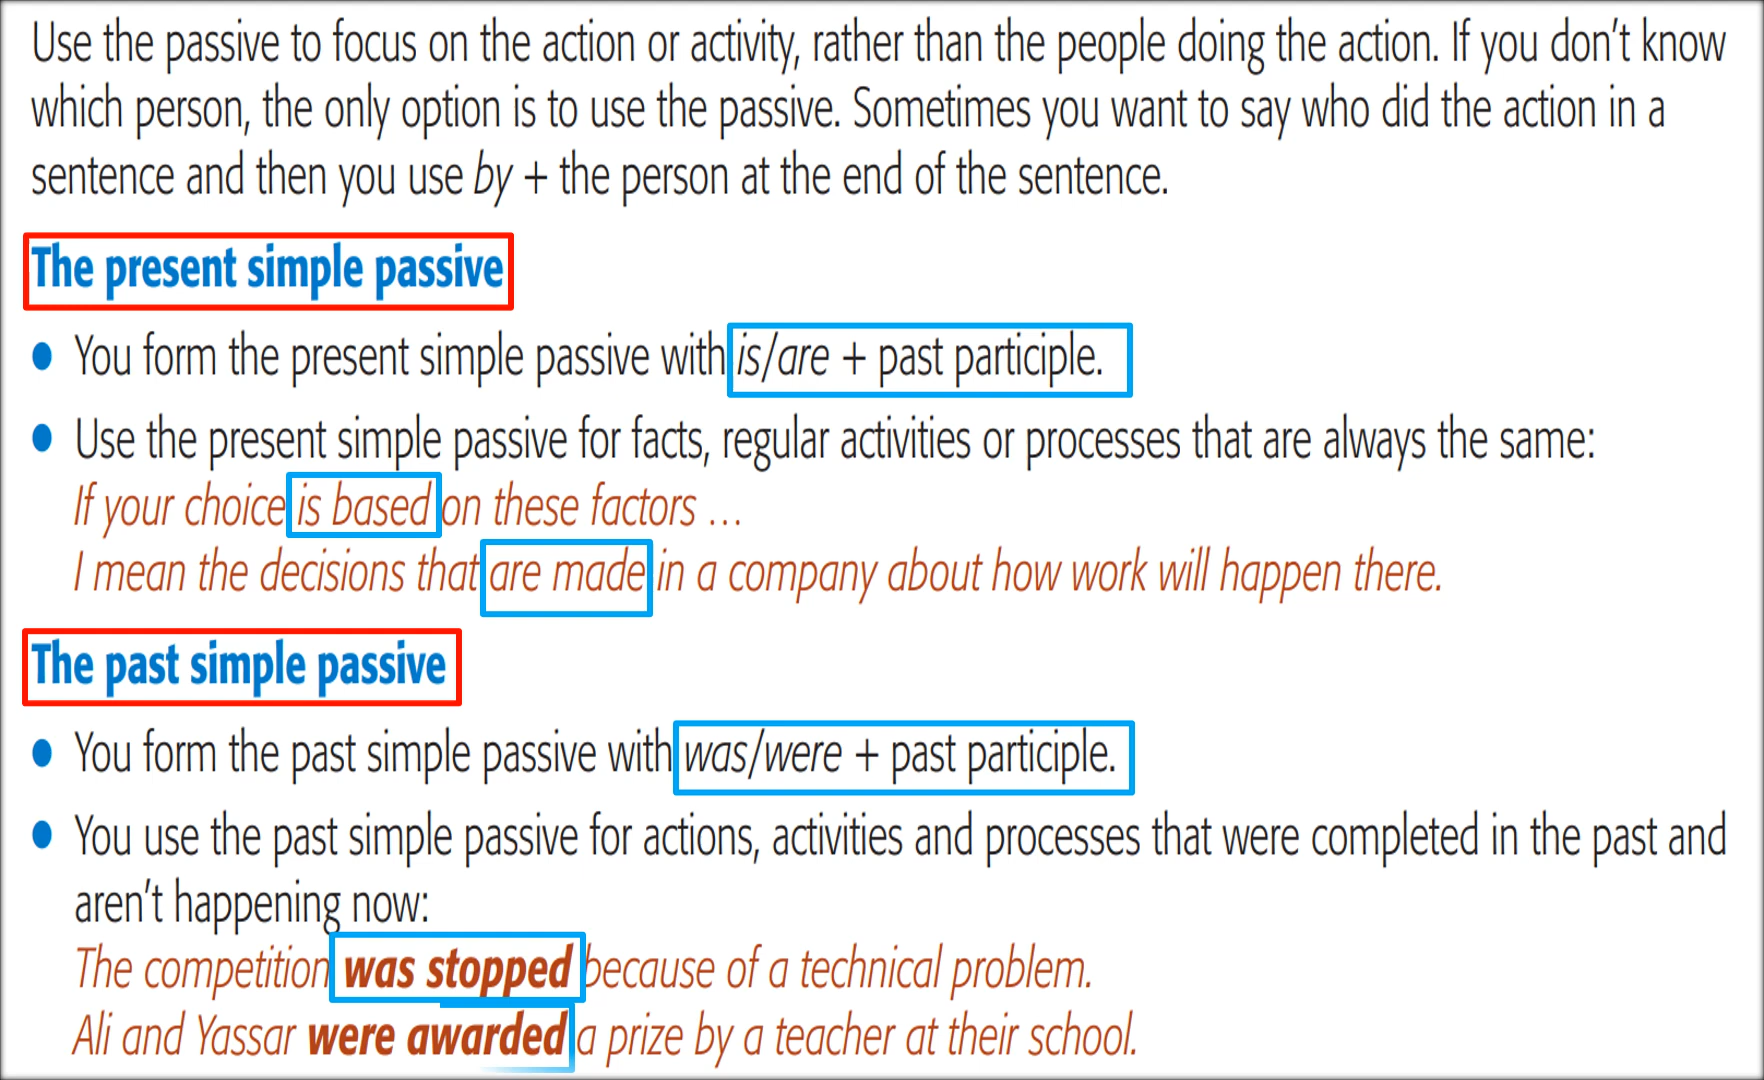 Use the passive to focus on the action or activity, rather than the people doing the action. If you don't know
which person, the only option is to use the passive. Sometimes you want to say who did the action in a
sentence and then you use by + the person at the end of the sentence.
The present simple passive
● You form the present simple passive with is/are + past participle.
● Use the present simple passive for facts, regular activities or processes that are always the same:
If your choice is based on these factors ...
I mean the decisions that are made in a company about how work will happen there.
The past simple passive
● You form the past simple passive with was/were + past participle.
● You use the past simple passive for actions, activities and processes that were completed in the past and
aren't happening now:
The competition was stopped because of a technical problem.
Ali and Yassar were awarded a prize by a teacher at their school.